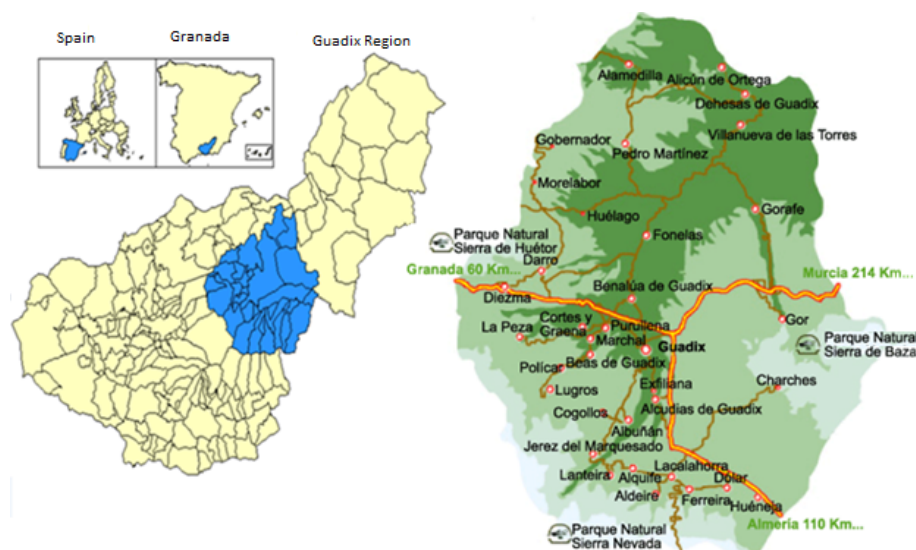 Spain
Granada
Guadix Region
Alamedilla
Alicún de Ortega
Dehesas de Guadix
Villanueva de las Torres
Gobernador
Pedro Martínez
Morelabor
Huélago
Gorafe
Parque Natural
Sierra de Huétor
Fonelas
Darro
Granada 60 Km...
Murcia 214 Km...
Benalúa de Guadix
Diezma
Cortes y
Graena
Purullena
Gor
La Peza
Marchal
Guadix
Parque Natural
Sierra de Baza
Beas de Guadix
Polícar
Exfiliana
Charches
Lugros
Alcudias de Guadix
Cogollos
Albuñán
Jerez del Marquesado
Lacalahorra
Lanteira
Alquife
Dólar
Aldeire
Ferreira
Huéneja
Almería 110 Km...
Parque Natural
Sierra Nevada